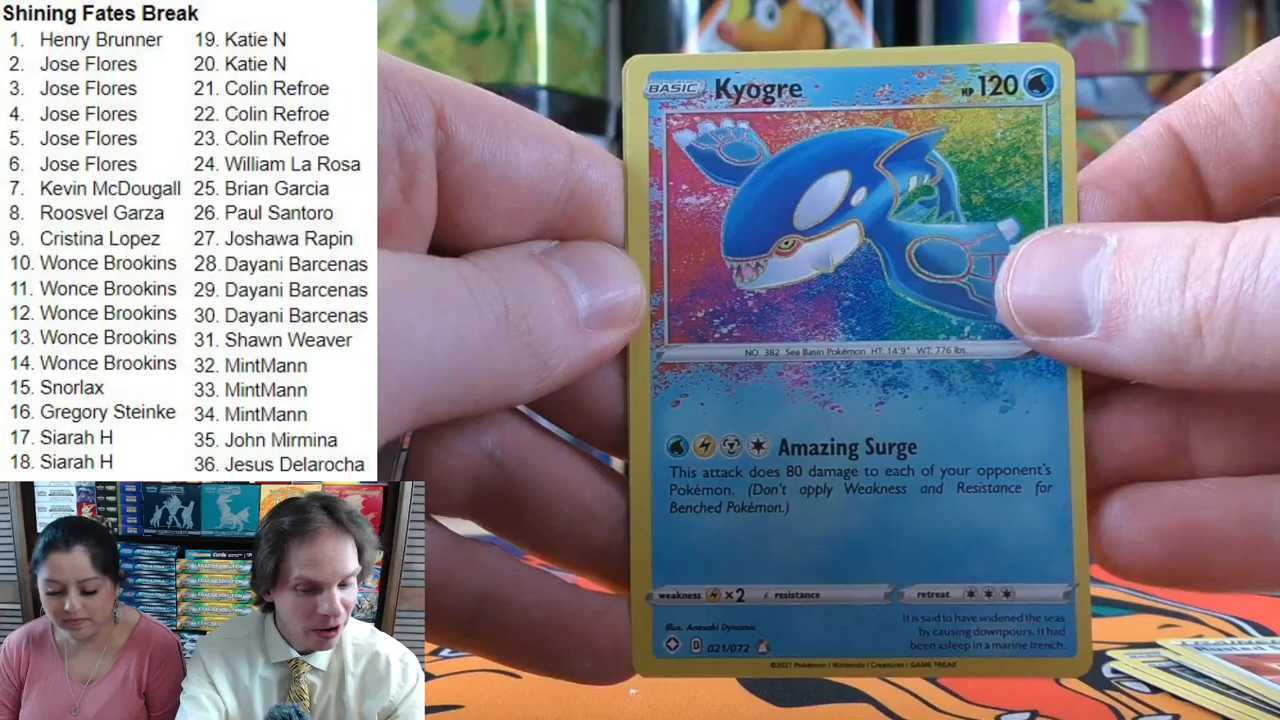 Shining Fates Break
1. Henry Brunner
2. Jose Flores
3. Jose Flores
4. Jose Flores
5. Jose Flores
6. Jose Flores
7. Kevin McDougall
8. Roosvel Garza
9. Cristina Lopez
10. Wonce Brookins
11. Wonce Brookins
12. Wonce Brookins
13. Wonce Brookins
14. Wonce Brookins
15. Snorlax
16. Gregory Steinke
17. Siarah H
18. Siarah H
19. Katie N
20. Katie N
21. Colin Refroe
22. Colin Refroe
23. Colin Refroe
24. William La Rosa
25. Brian Garcia
26. Paul Santoro
27. Joshawa Rapin
28. Dayani Barcenas
29. Dayani Barcenas
30. Dayani Barcenas
31. Shawn Weaver
32. MintMann
33. MintMann
34. MintMann
35. John Mirmina
36. Jesus Delarocha
BASIC Kyogre HP 120
NO. 382 Sea Basin Pokémon HT: 14'9" WT: 776 lbs.
Amazing Surge
This attack does 80 damage to each of your opponent's
Pokémon. (Don't apply Weakness and Resistance for
Benched Pokémon.)
weakness ×2 resistance retreat
Illus. Anesaki Dynamic
D 021/072
It is said to have widened the seas
by causing downpours. It had
been asleep in a marine trench.
©2021 Pokémon / Nintendo / Creatures / GAME FREAK